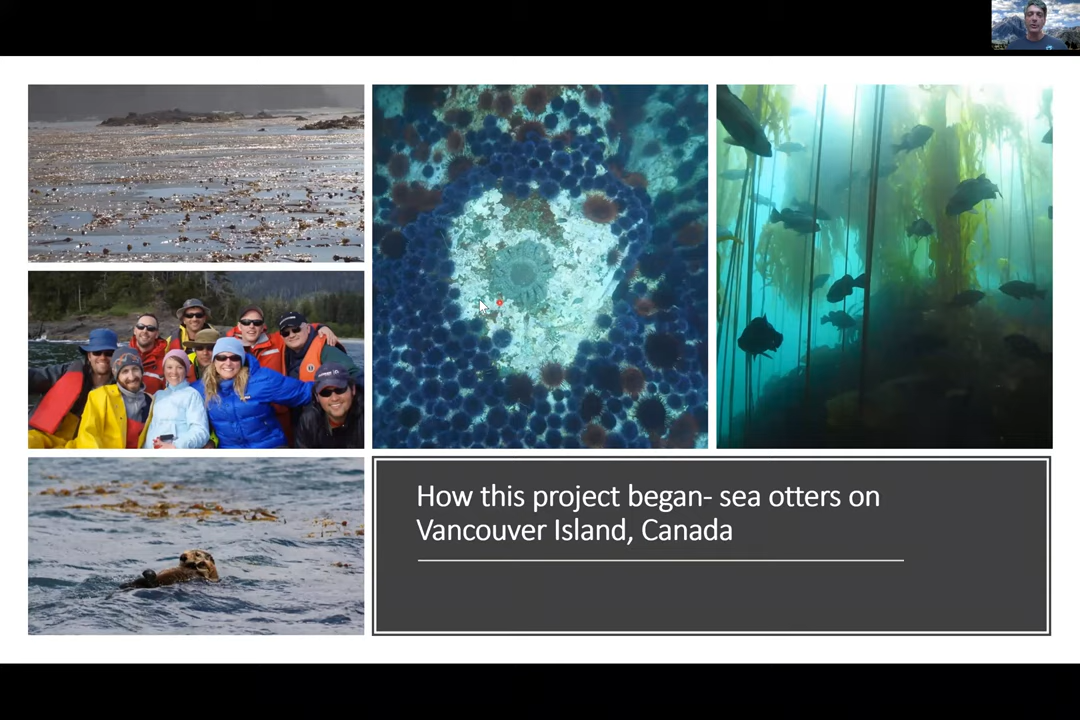 How this project began- sea otters on
Vancouver Island, Canada